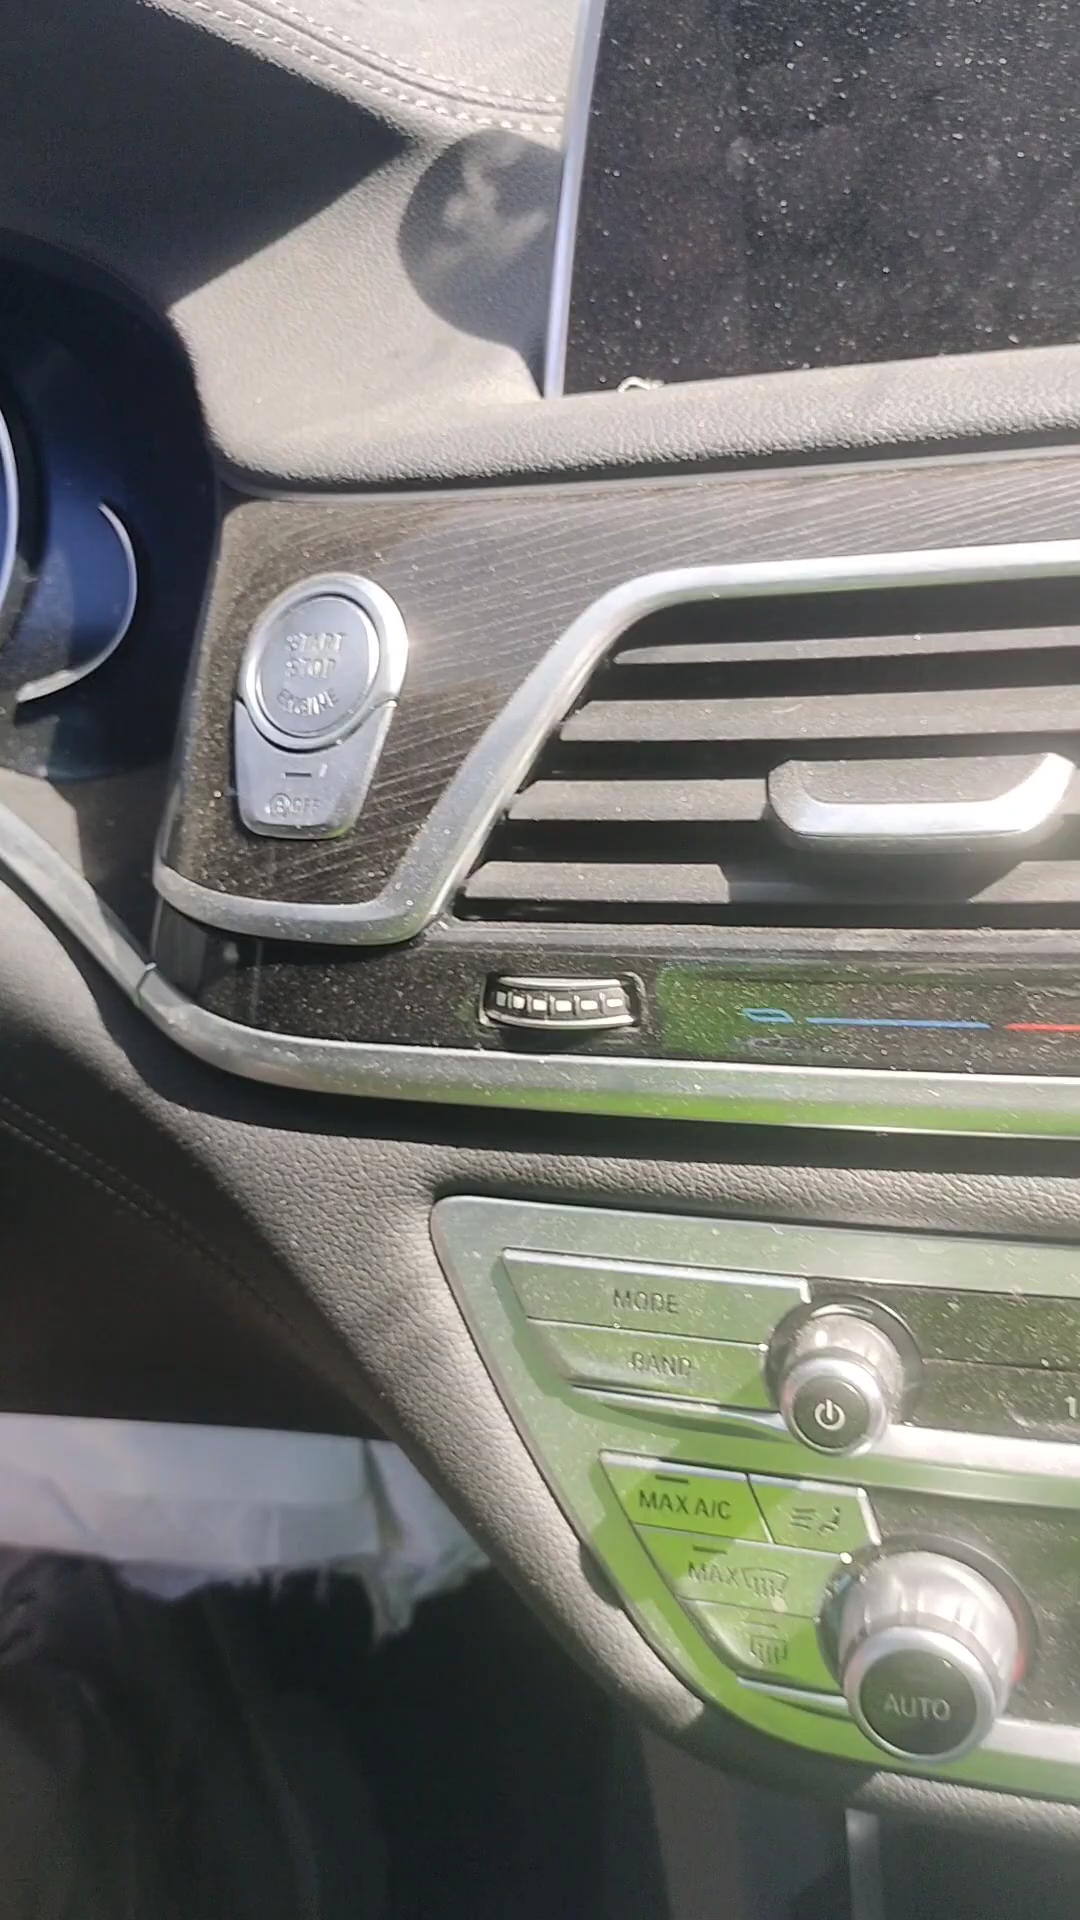 START
STOP
ENGINE
OFF
MODE
BAND
MAX A/C
MAX
AUTO